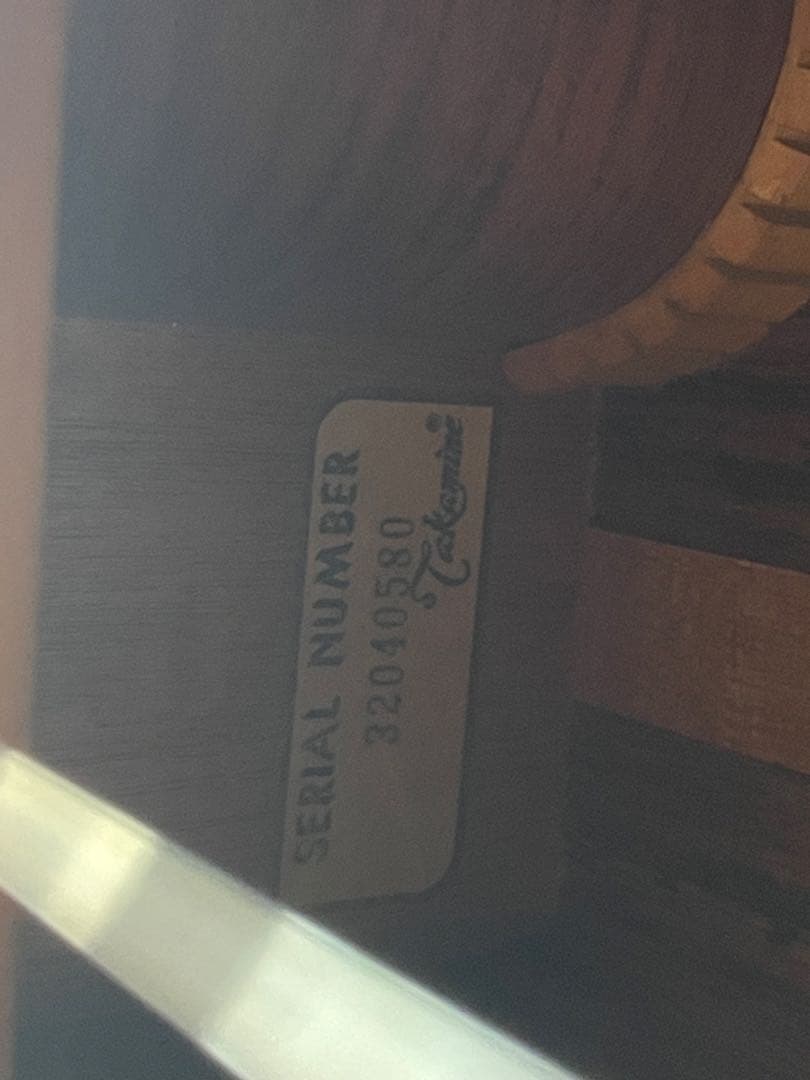 SERIAL NUMBER
32040580
Takamine